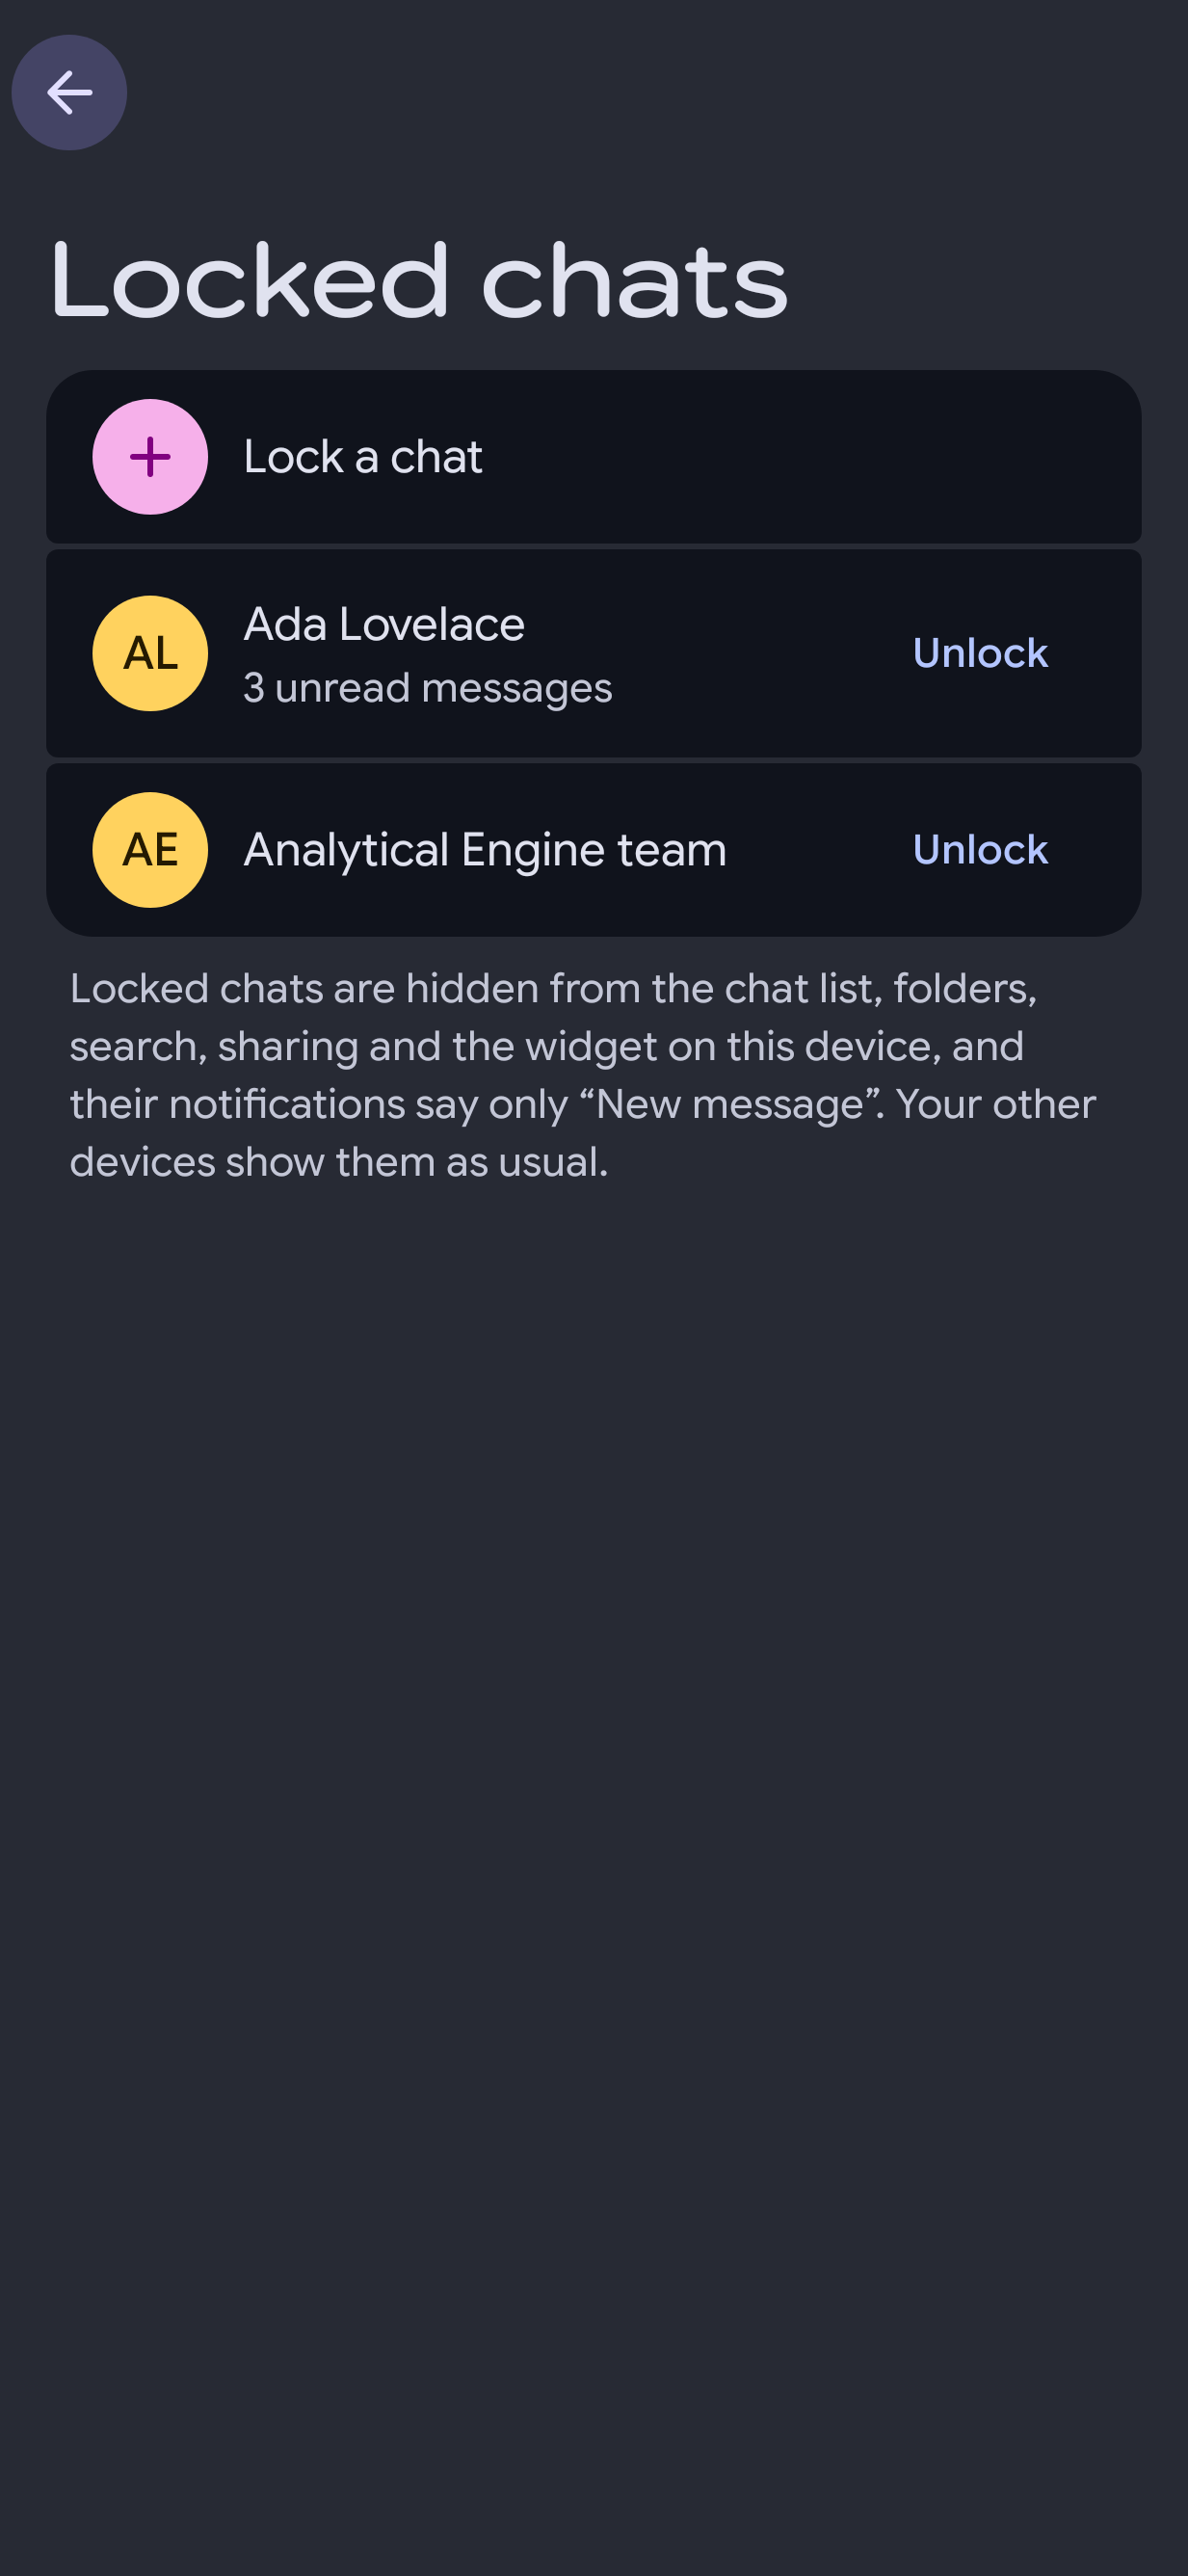 Locked chats
Lock a chat
AL
Ada Lovelace
3 unread messages
Unlock
AE
Analytical Engine team
Unlock
Locked chats are hidden from the chat list, folders,
search, sharing and the widget on this device, and
their notifications say only “New message”. Your other
devices show them as usual.